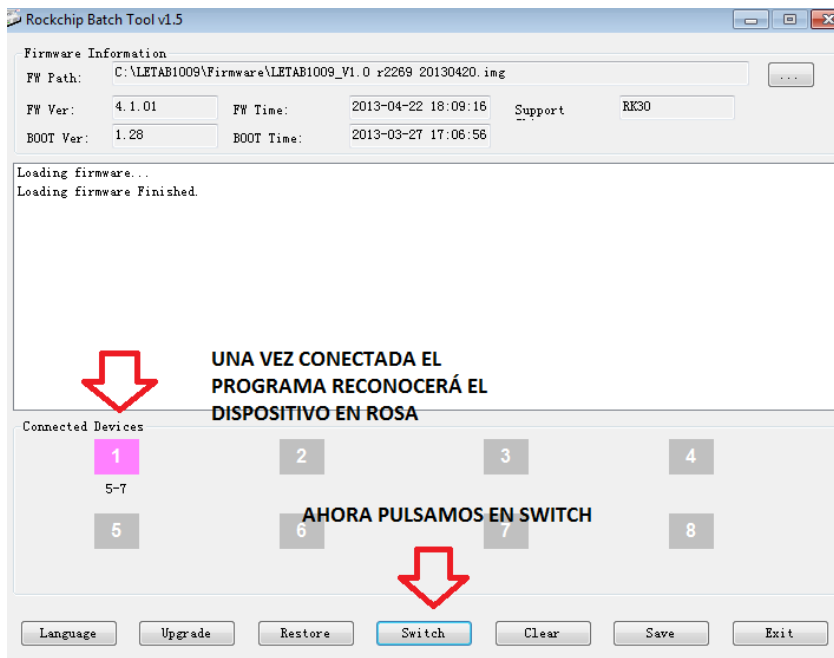 Rockchip Batch Tool v1.5
Firmware Information
FW Path: C:\LETAB1009\Firmware\LETAB1009_V1.0 r2269 20130420.img ...
FW Ver: 4.1.01 FW Time: 2013-04-22 18:09:16 Support RK30
BOOT Ver: 1.28 BOOT Time: 2013-03-27 17:06:56
Loading firmware...
Loading firmware Finished.
UNA VEZ CONECTADA EL
PROGRAMA RECONOCERÁ EL
DISPOSITIVO EN ROSA
Connected Devices
1 2 3 4
5-7
AHORA PULSAMOS EN SWITCH
5 6 7 8
Language Upgrade Restore Switch Clear Save Exit